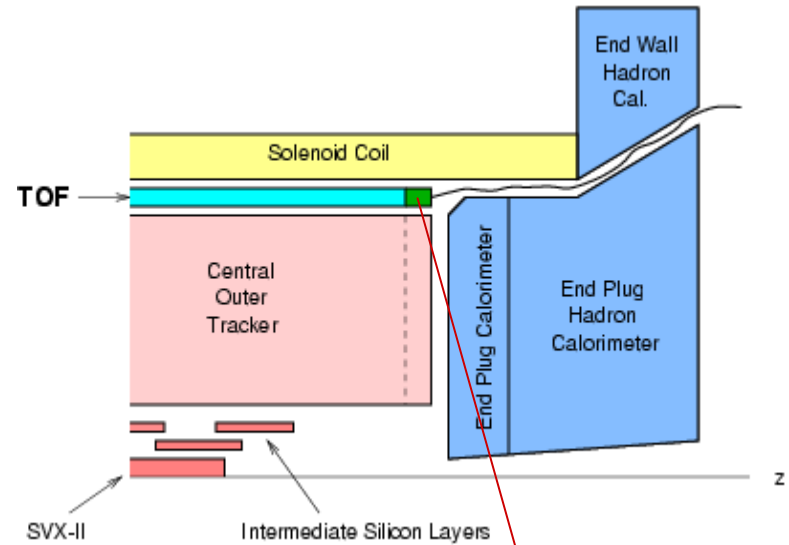 End Wall
Hadron
Cal.
Solenoid Coil
TOF
Central
Outer
Tracker
End Plug Calorimeter
End Plug
Hadron
Calorimeter
z
SVX-II
Intermediate Silicon Layers